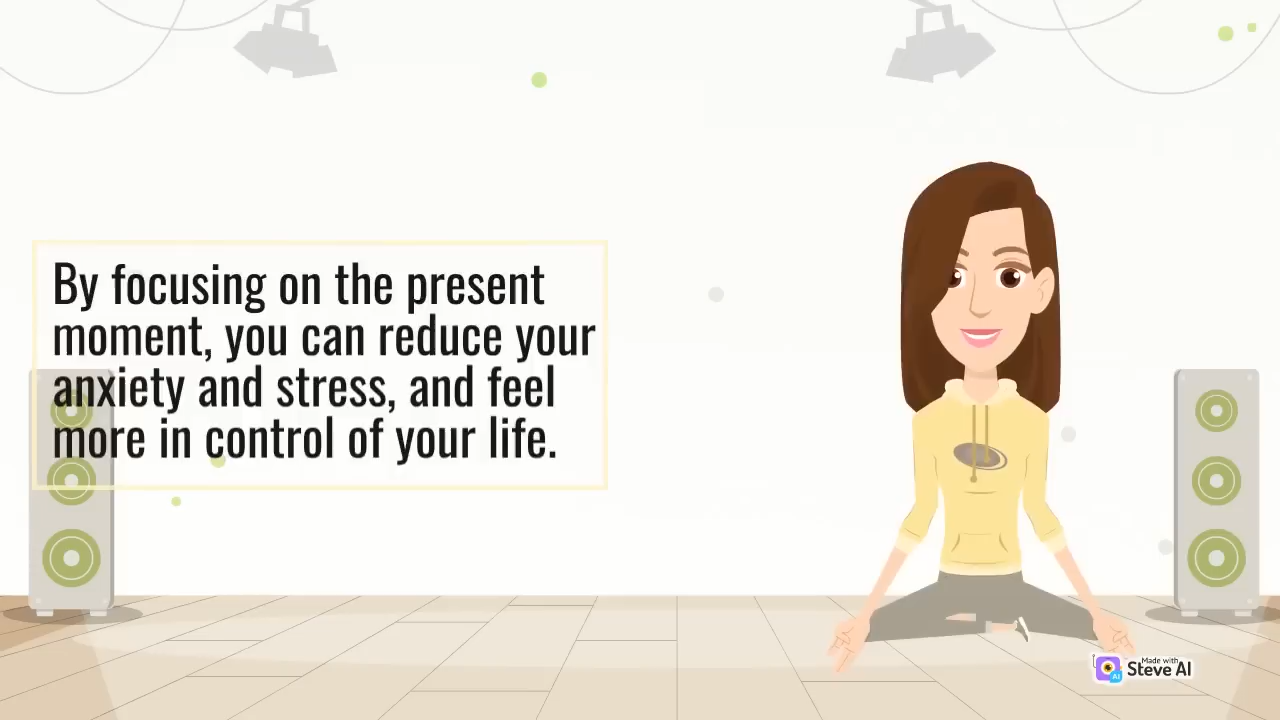 By focusing on the present
moment, you can reduce your
anxiety and stress, and feel
more in control of your life.
Made with
Steve AI
AI